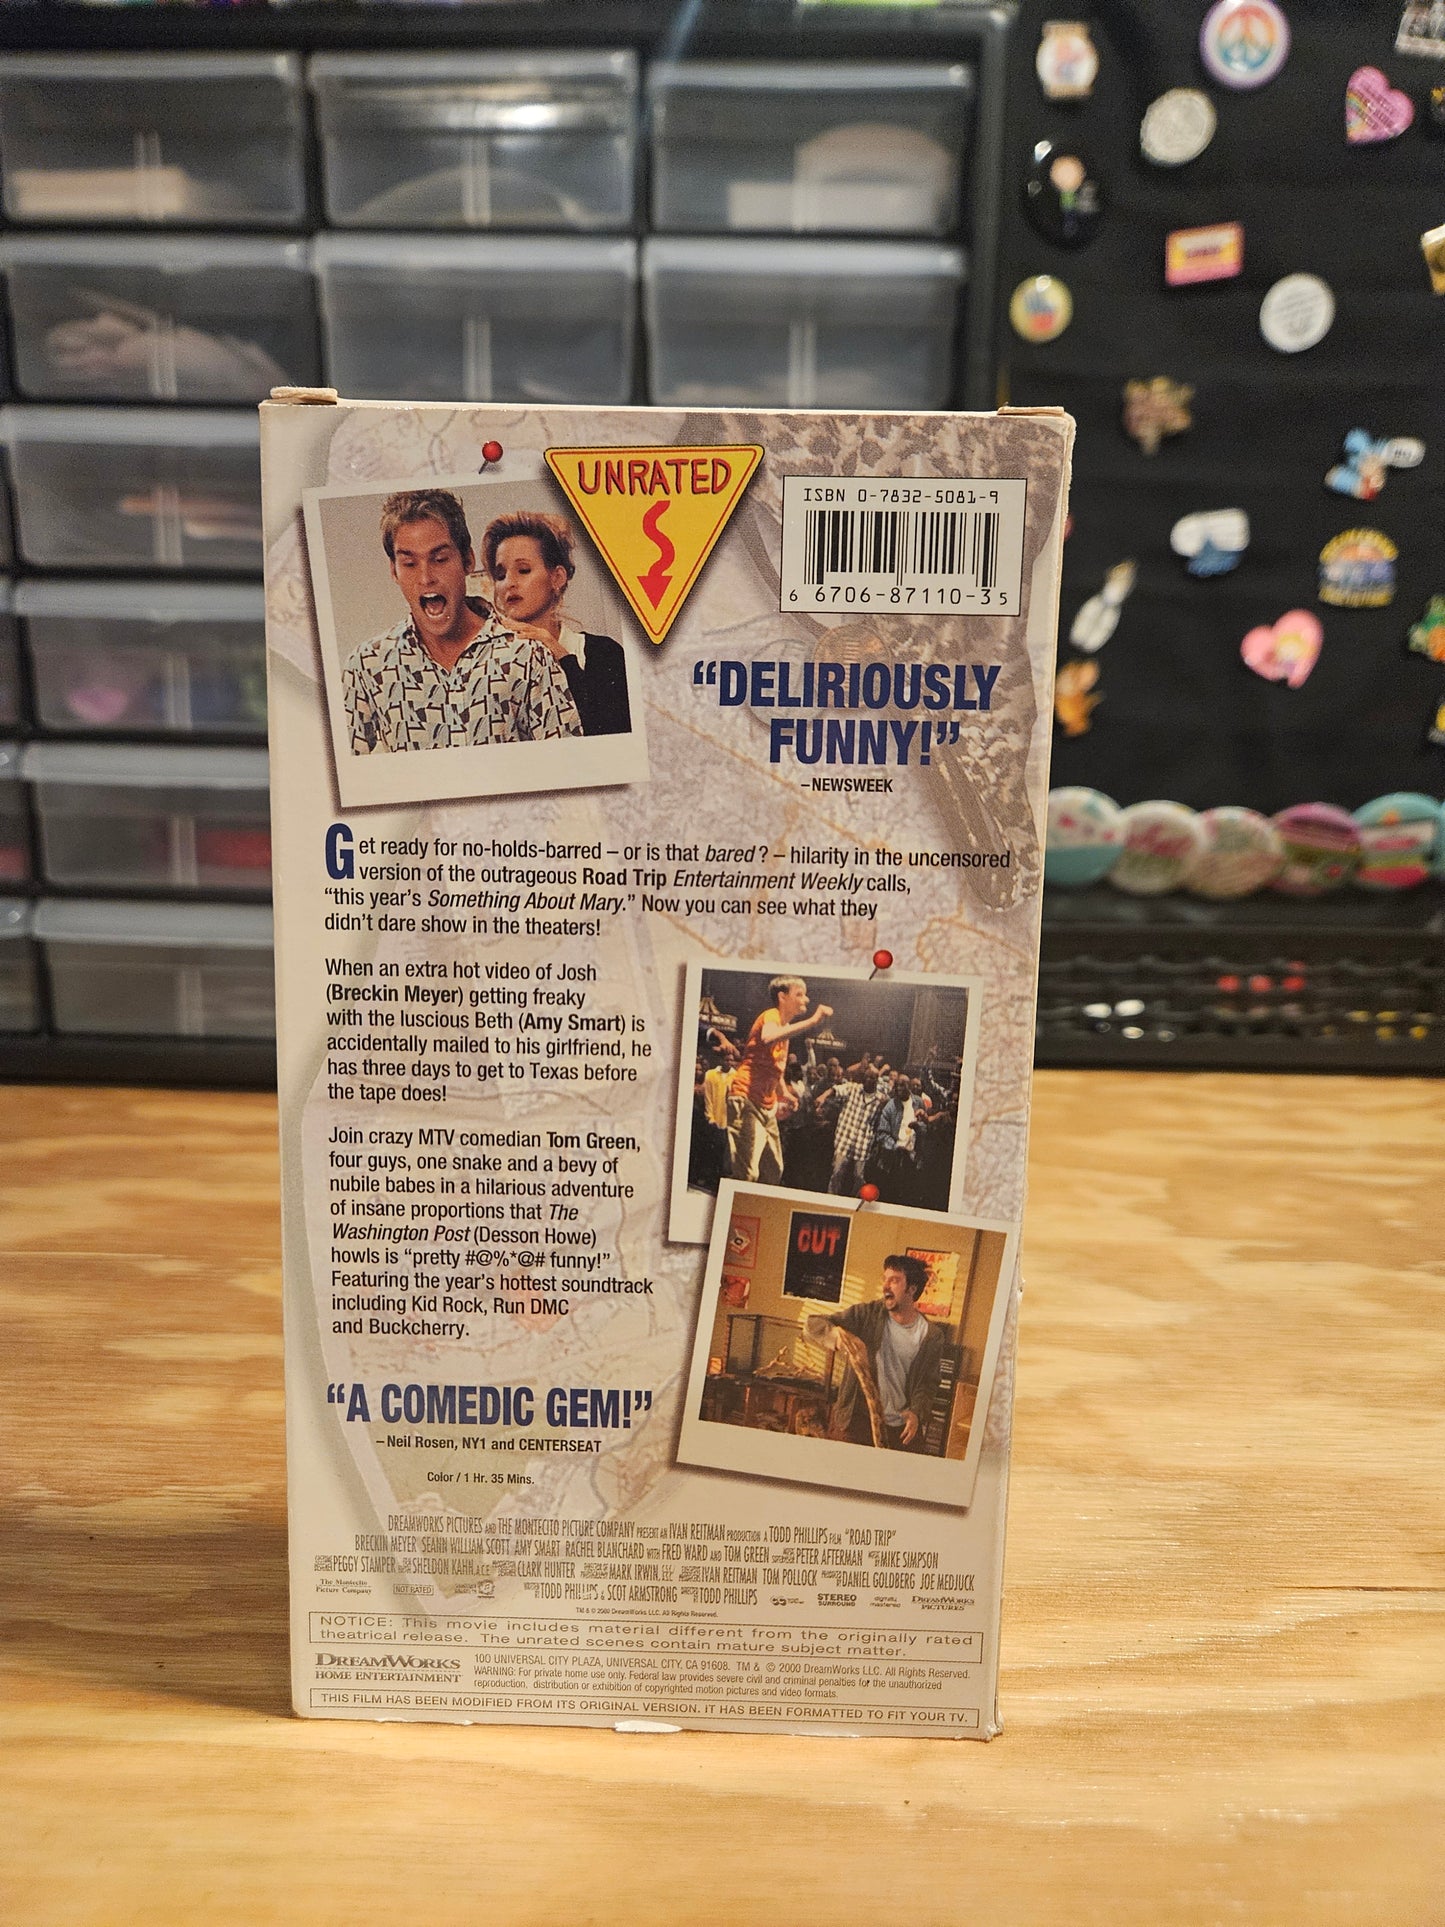 UNRATED
ISBN 0-7832-5081-9
6 6706-87110-3 5
“DELIRIOUSLY
FUNNY!”
–NEWSWEEK
Get ready for no-holds-barred – or is that bared? – hilarity in the uncensored
version of the outrageous Road Trip Entertainment Weekly calls,
“this year’s Something About Mary.” Now you can see what they
didn’t dare show in the theaters!
When an extra hot video of Josh
(Breckin Meyer) getting freaky
with the luscious Beth (Amy Smart) is
accidentally mailed to his girlfriend, he
has three days to get to Texas before
the tape does!
Join crazy MTV comedian Tom Green,
four guys, one snake and a bevy of
nubile babes in a hilarious adventure
of insane proportions that The
Washington Post (Desson Howe)
howls is “pretty #@%*@# funny!”
Featuring the year’s hottest soundtrack
including Kid Rock, Run DMC
and Buckcherry.
CUT
“A COMEDIC GEM!”
–Neil Rosen, NY1 and CENTERSEAT
Color / 1 Hr. 35 Mins.
DREAMWORKS PICTURES AND THE MONTECITO PICTURE COMPANY PRESENT AN IVAN REITMAN PRODUCTION A TODD PHILLIPS FILM “ROAD TRIP”
BRECKIN MEYER SEANN WILLIAM SCOTT AMY SMART RACHEL BLANCHARD WITH FRED WARD AND TOM GREEN PETER AFTERMAN MIKE SIMPSON
PEGGY STAMPER SHELDON KAHN, A.C.E. CLARK HUNTER MARK IRWIN, IVAN REITMAN TOM POLLOCK DANIEL GOLDBERG JOE MEDJUCK
The Montecito
Picture Company
NOT RATED
TODD PHILLIPS & SCOT ARMSTRONG TODD PHILLIPS
STEREO
SURROUND
digitally
mastered
DREAMWORKS
PICTURES
TM & © 2000 DreamWorks LLC. All Rights Reserved.
NOTICE: This movie includes material different from the originally rated
theatrical release. The unrated scenes contain mature subject matter.
DREAMWORKS
HOME ENTERTAINMENT
100 UNIVERSAL CITY PLAZA, UNIVERSAL CITY, CA 91608. TM & © 2000 DreamWorks LLC. All Rights Reserved.
WARNING: For private home use only. Federal law provides severe civil and criminal penalties for the unauthorized
reproduction, distribution or exhibition of copyrighted motion pictures and video formats.
THIS FILM HAS BEEN MODIFIED FROM ITS ORIGINAL VERSION. IT HAS BEEN FORMATTED TO FIT YOUR TV.